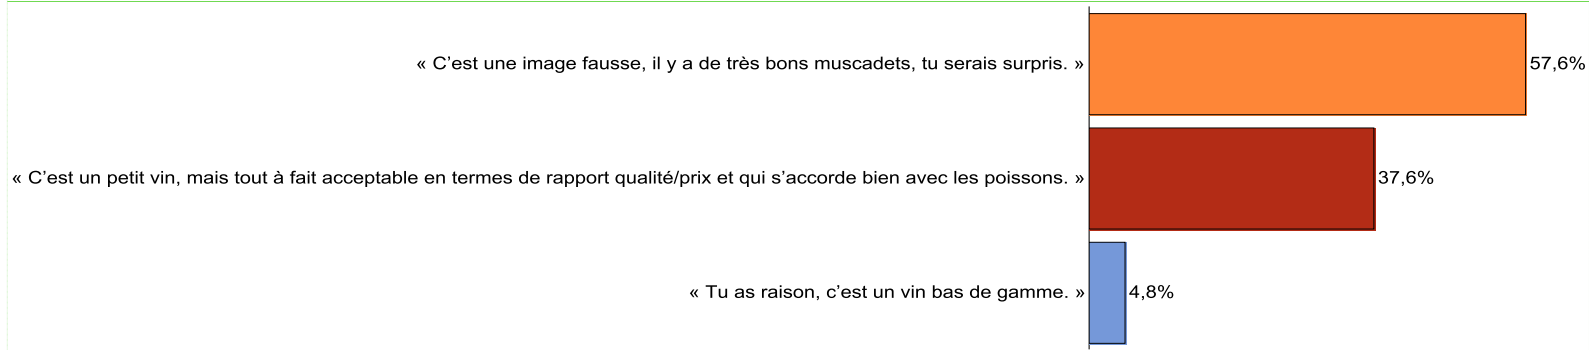 « C’est une image fausse, il y a de très bons muscadets, tu serais surpris. » 57,6%
« C’est un petit vin, mais tout à fait acceptable en termes de rapport qualité/prix et qui s’accorde bien avec les poissons. » 37,6%
« Tu as raison, c’est un vin bas de gamme. » 4,8%